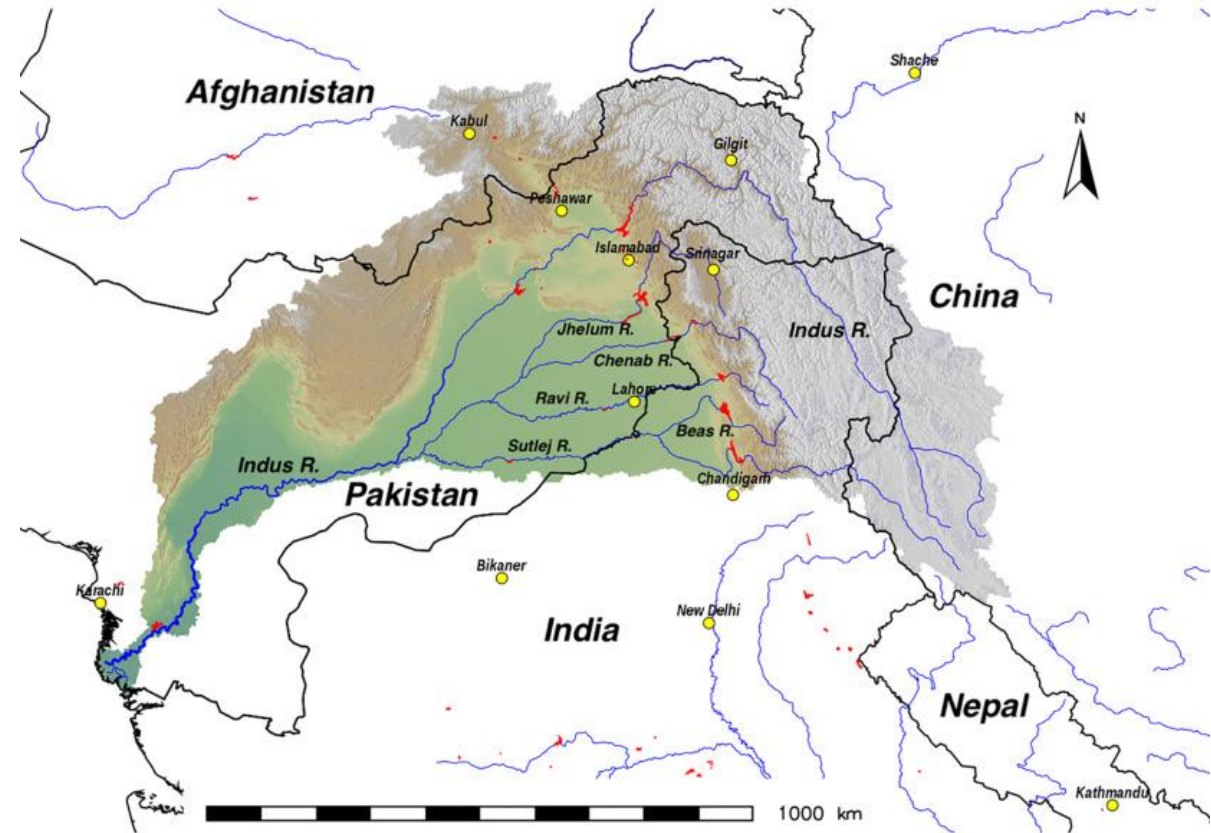 Shache
Afghanistan
Kabul
N
Gilgit
Peshawar
Islamabad
Srinagar
China
Indus R.
Jhelum R.
Chenab R.
Lahore
Ravi R.
Beas R.
Sutlej R.
Indus R.
Chandigarh
Pakistan
Bikaner
Karachi
New Delhi
India
Nepal
Kathmandu
1000 km